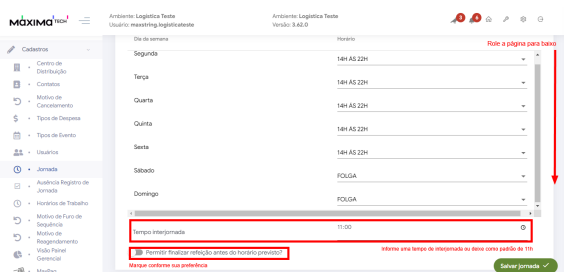 MáXIMA TECH
Ambiente: Logística Teste
Usuário: maxstring.logisticateste
Ambiente: Logística Teste
Versão: 3.62.0
3
6
Cadastros
Centro de
Distribuição
Contatos
Motivo de
Cancelamento
Tipos de Despesa
Tipos de Evento
Usuários
Jornada
Ausência Registro de
Jornada
Horários de Trabalho
Motivo de Furo de
Sequência
Motivo de
Reagendamento
Visão Painel
Gerencial
MaxPag
Dia da semana
Horário
Role a página para baixo
Segunda
14H ÀS 22H
Terça
14H ÀS 22H
Quarta
14H ÀS 22H
Quinta
14H ÀS 22H
Sexta
14H ÀS 22H
Sábado
FOLGA
Domingo
FOLGA
Tempo interjornada
11:00
Permitir finalizar refeição antes do horário previsto?
Informe uma tempo de interjornada ou deixe como padrão de 11h
Marque conforme sua preferência
Salvar jornada